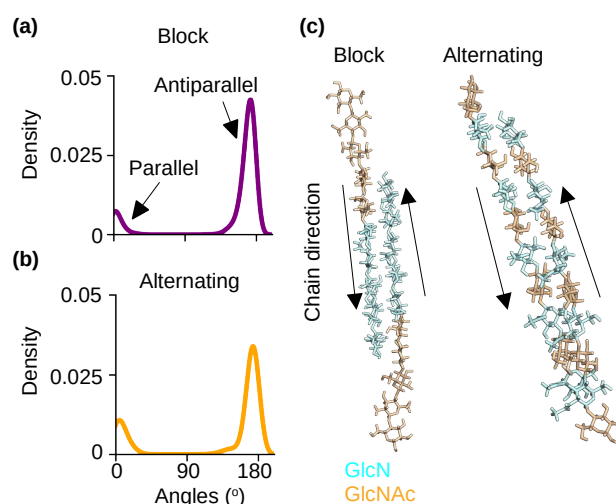 (a)
Block
0.05
0.025
0
Density
Antiparallel
Parallel
(b)
Alternating
0.05
0.025
0
Density
0
90
180
Angles (°)
(c)
Block
Alternating
Chain direction
GlcN
GlcNAc